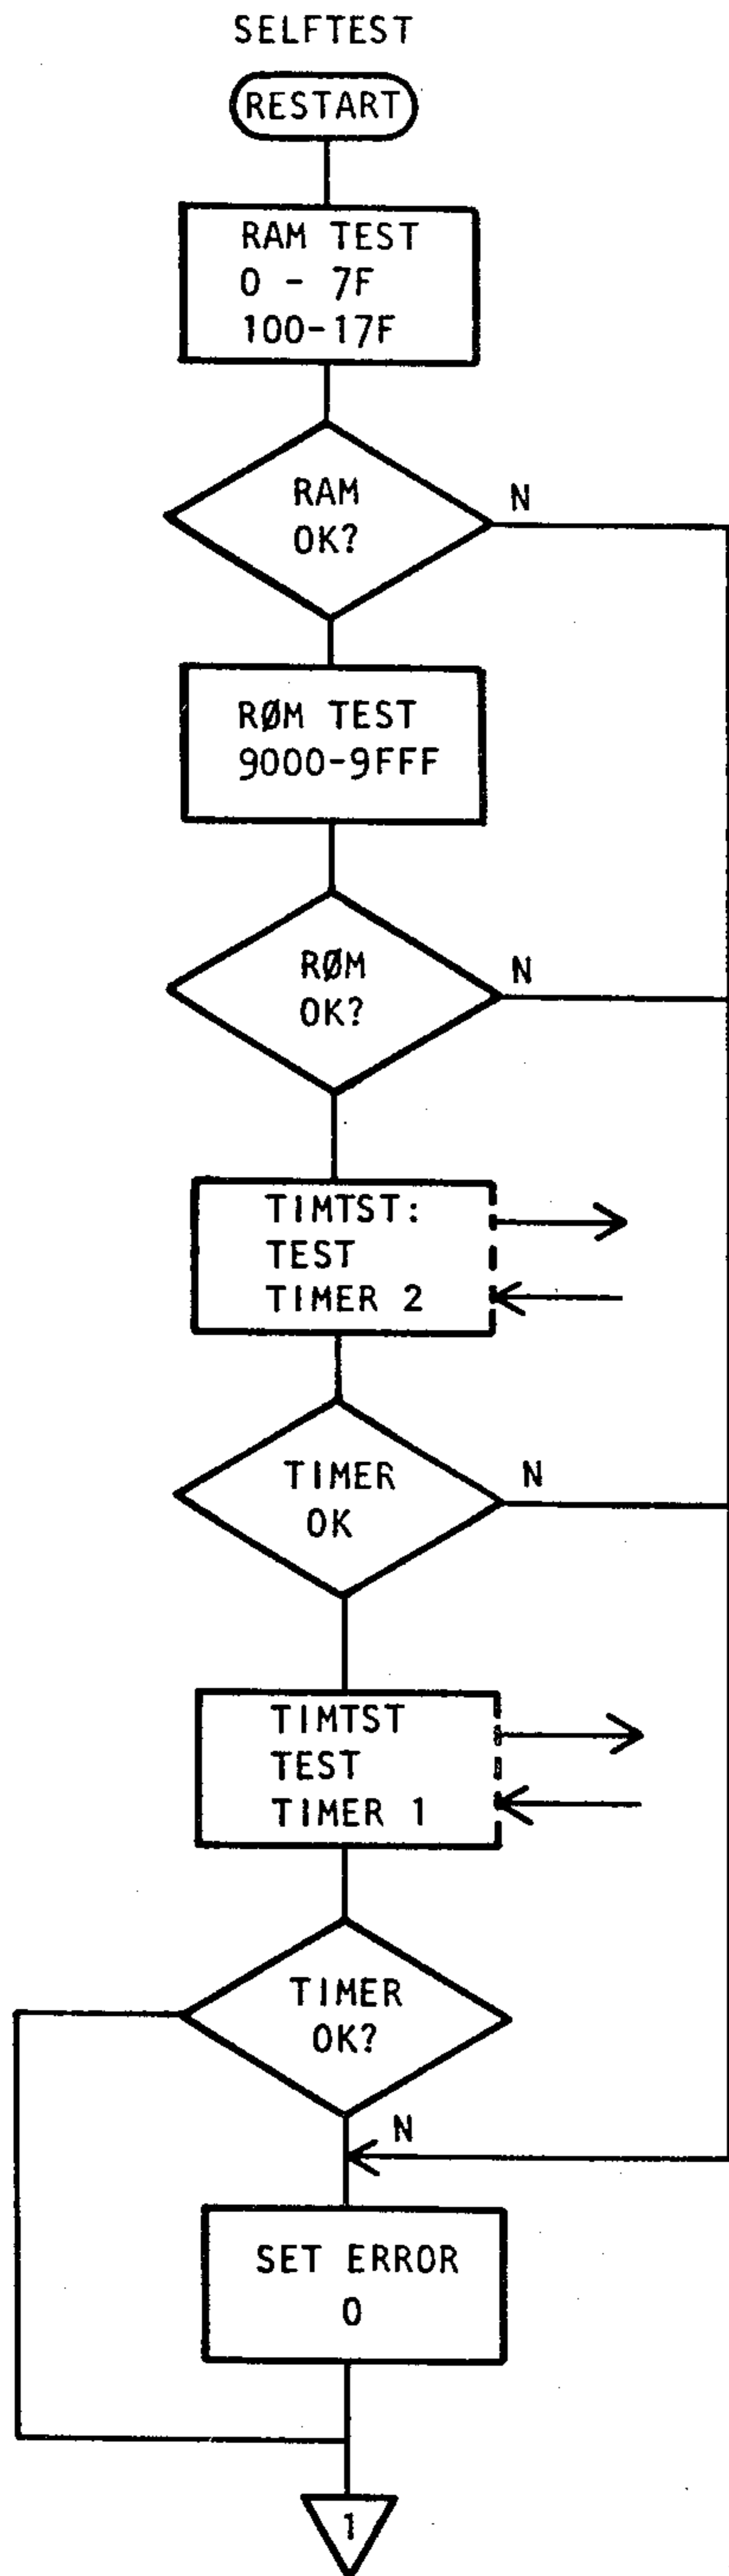 SELFTEST
RESTART
RAM TEST
0 - 7F
100-17F
RAM
OK?
N
RØM TEST
9000-9FFF
RØM
OK?
N
TIMTST:
TEST
TIMER 2
TIMER
OK
N
TIMTST
TEST
TIMER 1
TIMER
OK?
N
SET ERROR
0
1